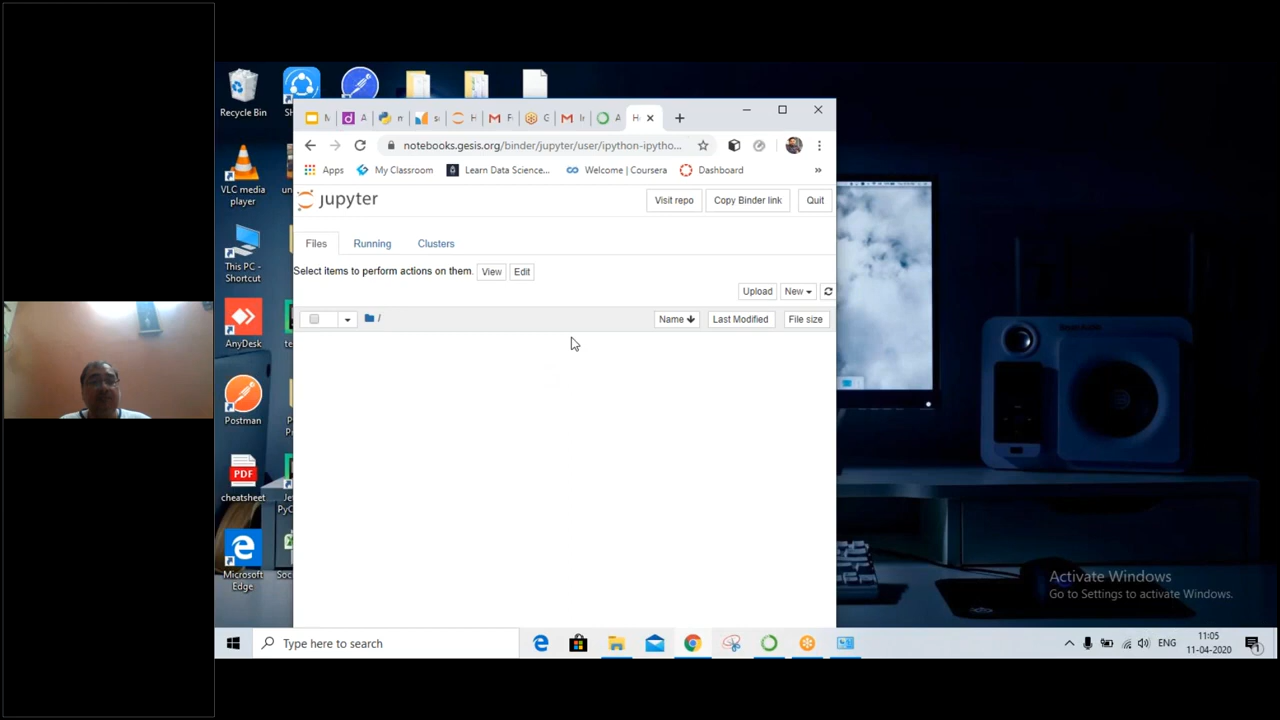 Recycle Bin
VLC media
player
This PC -
Shortcut
AnyDesk
Postman
PDF
cheatsheet
Microsoft
Edge
notebooks.gesis.org/binder/jupyter/user/ipython-ipytho...
Apps
My Classroom
Learn Data Science...
Welcome | Coursera
Dashboard
»
jupyter
Visit repo
Copy Binder link
Quit
Files
Running
Clusters
Select items to perform actions on them.
View
Edit
Upload
New
/
Name
Last Modified
File size
Activate Windows
Go to Settings to activate Windows.
Type here to search
ENG
11:05
11-04-2020